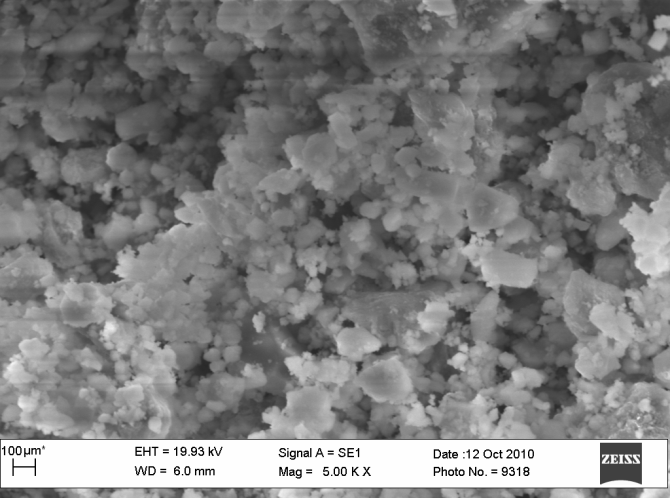 100µm*
EHT = 19.93 kV
Signal A = SE1
Date :12 Oct 2010
ZEISS
WD = 6.0 mm
Mag = 5.00 K X
Photo No. = 9318